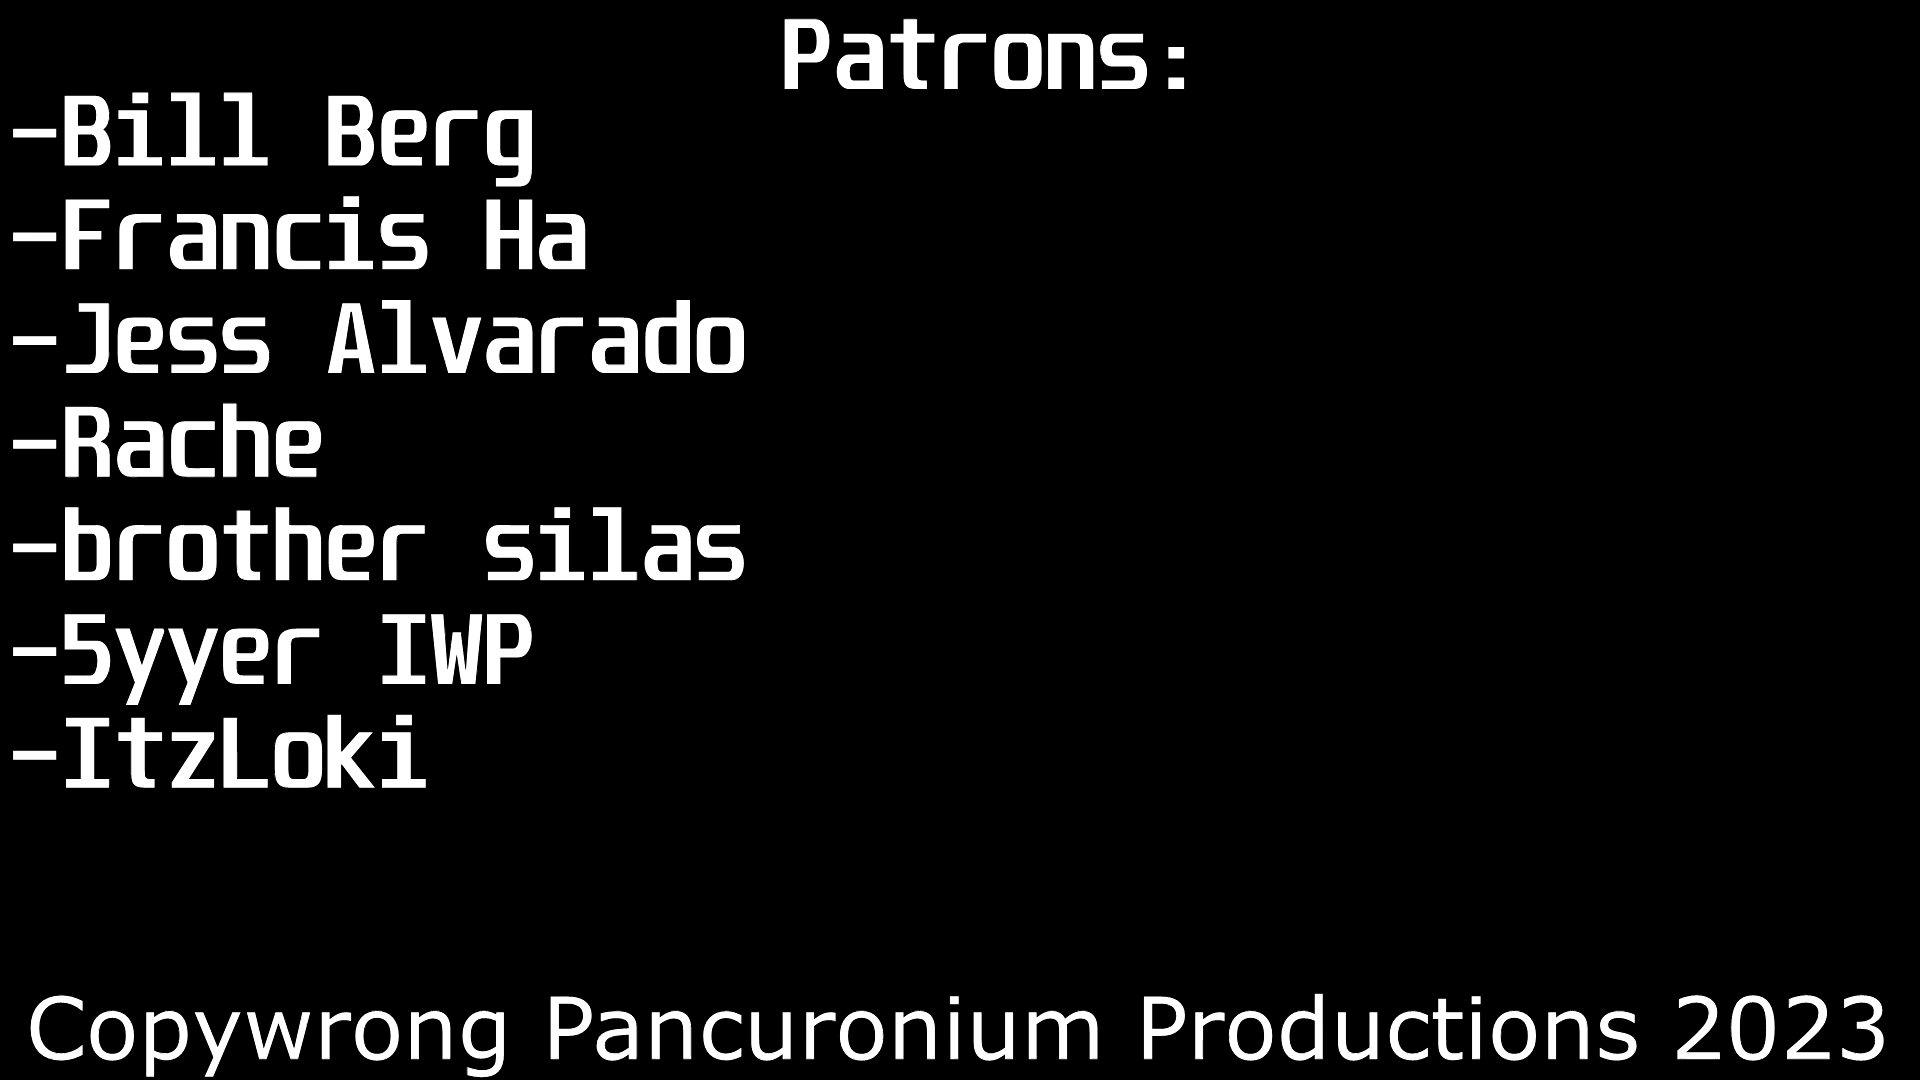 Patrons:
-Bill Berg
-Francis Ha
-Jess Alvarado
-Rache
-brother silas
-5yyer IWP
-ItzLoki
Copywrong Pancuronium Productions 2023